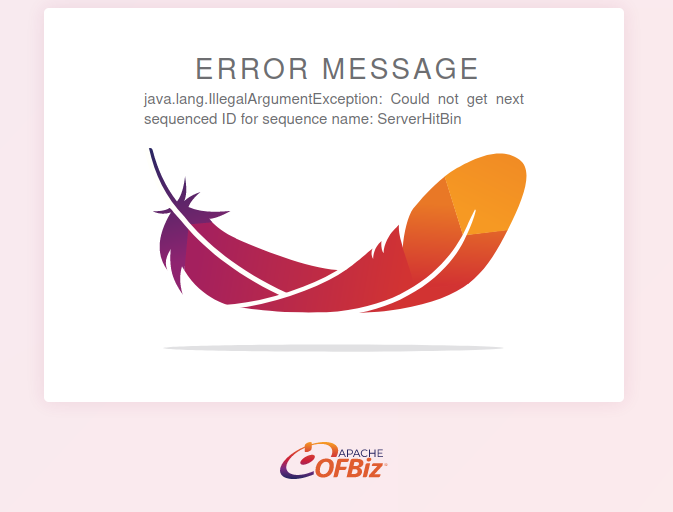 ERROR MESSAGE
java.lang.IllegalArgumentException: Could not get next
sequenced ID for sequence name: ServerHitBin
APACHE
OFBiz